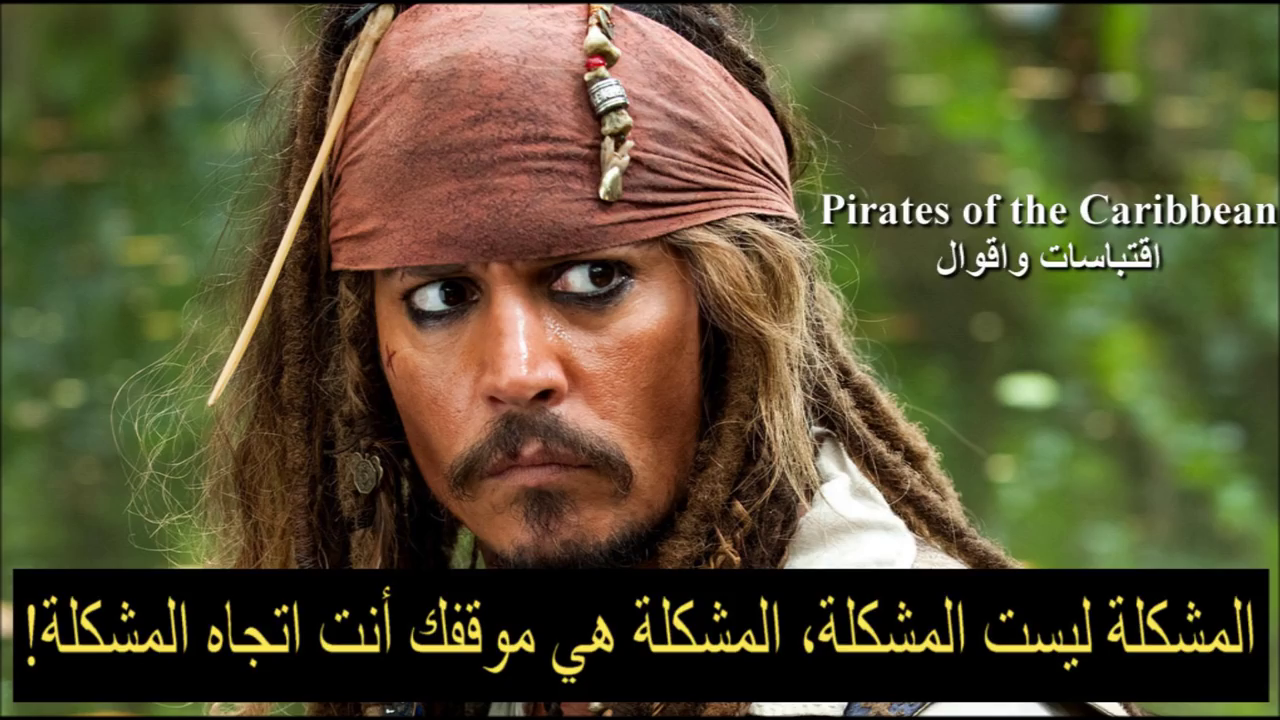 Pirates of the Caribbean
اقتباسات واقوال
المشكلة ليست المشكلة، المشكلة هي موقفك أنت اتجاه المشكلة!